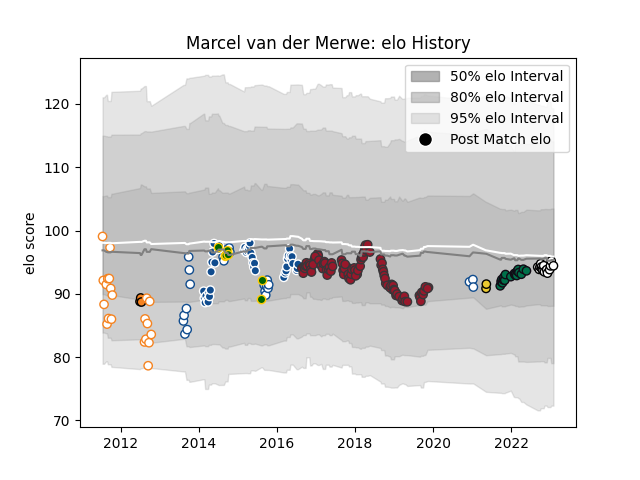 Marcel van der Merwe: elo History
50% elo Interval
80% elo Interval
95% elo Interval
Post Match elo
elo score
120
110
100
90
80
70
2012 2014 2016 2018 2020 2022